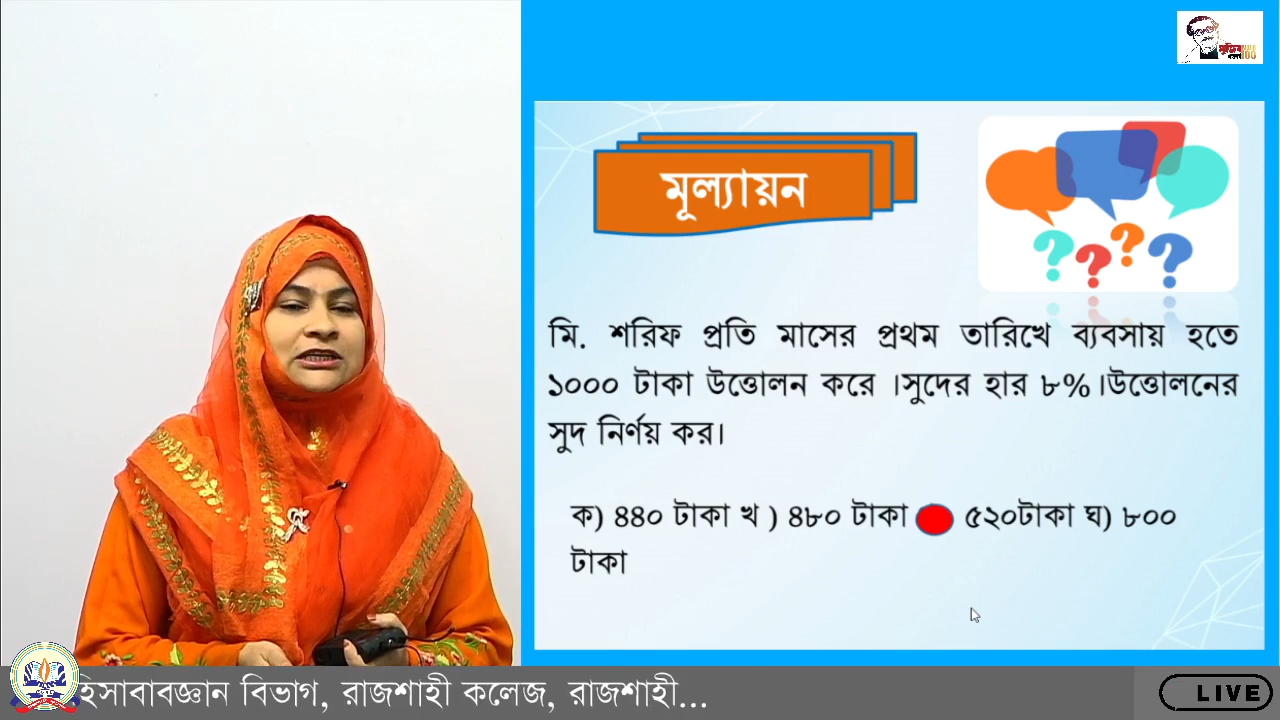 মূল্যায়ন
মি. শরিফ প্রতি মাসের প্রথম তারিখে ব্যবসায় হতে
১০০০ টাকা উত্তোলন করে ।সুদের হার ৮%।উত্তোলনের
সুদ নির্ণয় কর।
ক) ৪৪০ টাকা খ ) ৪৮০ টাকা ৫২০টাকা ঘ) ৮০০
টাকা
বিভাগ, রাজশাহী কলেজ, রাজশাহী...
LIVE